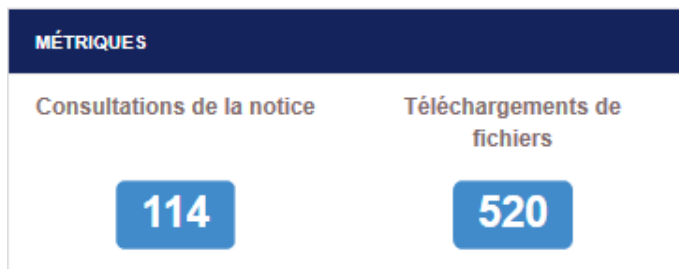 MÉTRIQUES
Consultations de la notice
Téléchargements de
fichiers
114
520